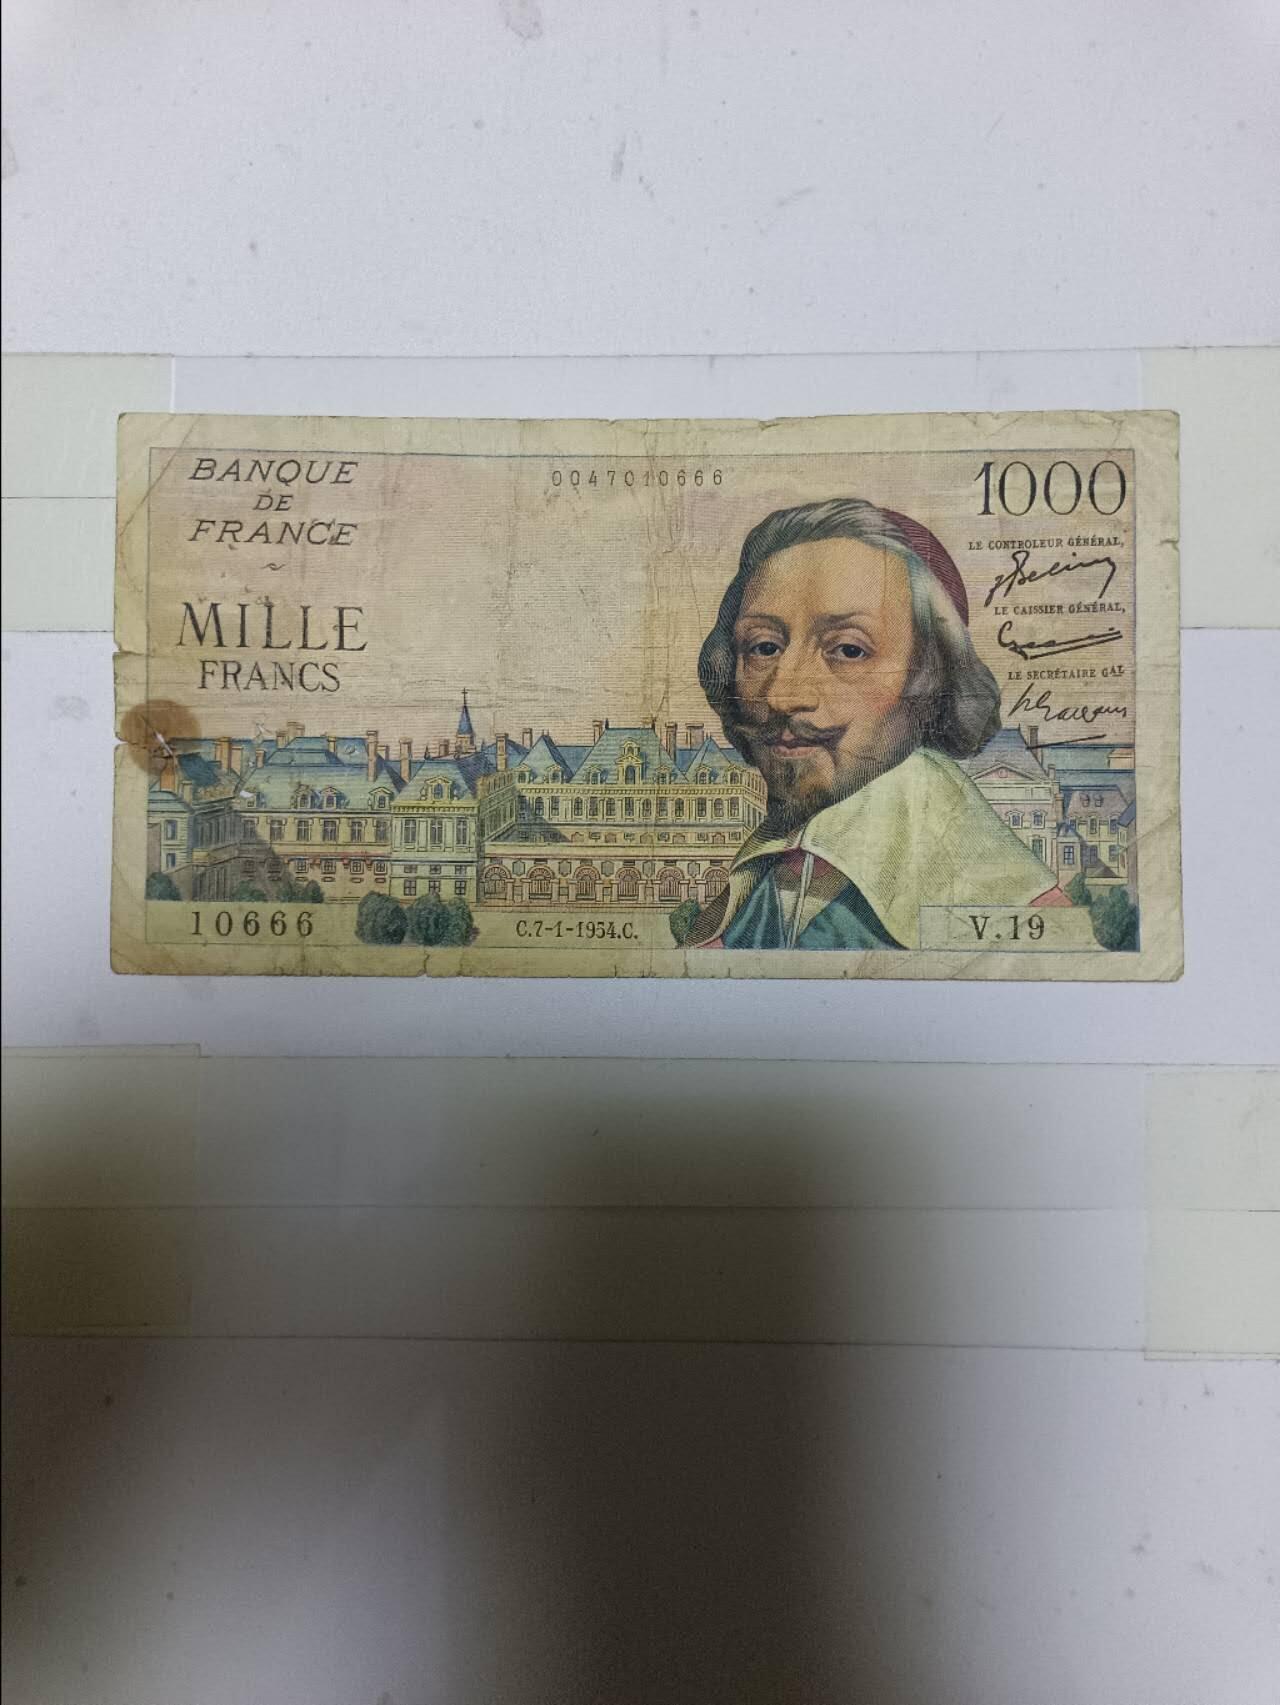 BANQUE
DE
FRANCE
0047010666
1000
LE CONTROLEUR GÉNÉRAL,
LE CAISSIER GÉNÉRAL,
LE SECRÉTAIRE GAL
MILLE
FRANCS
10666
C.7-1-1954.C.
V.19